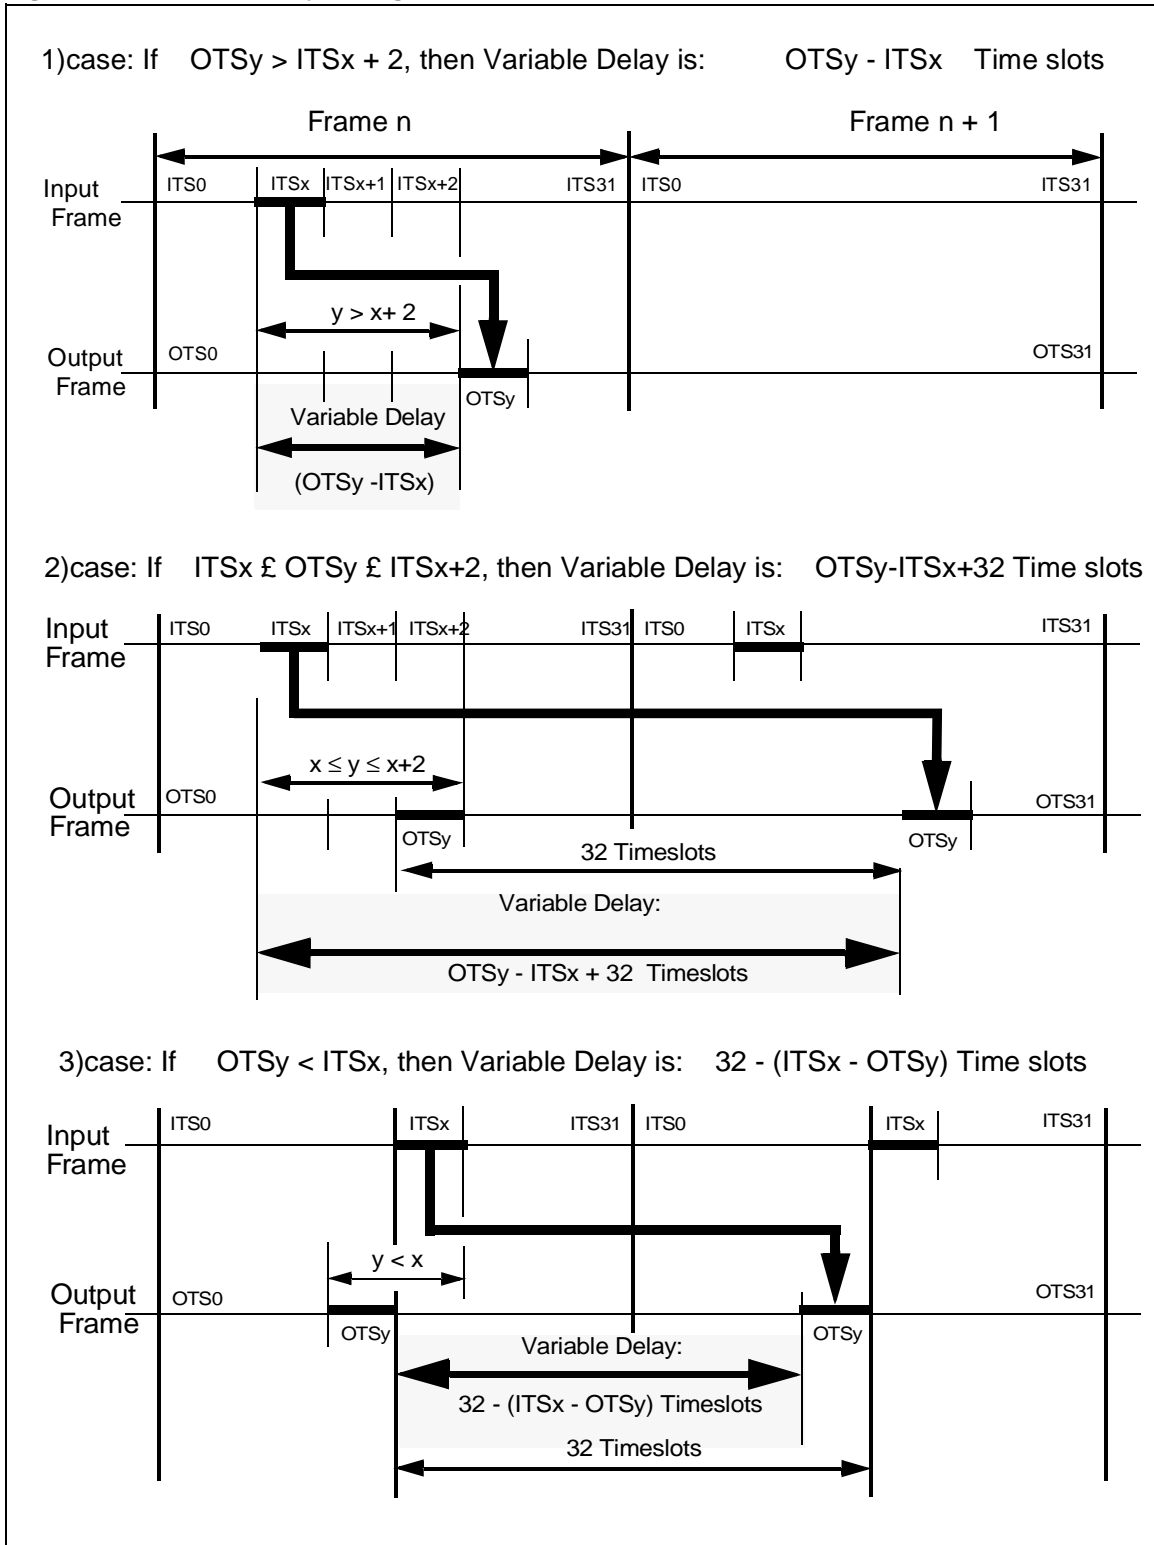 1)case: If OTSy > ITSx + 2, then Variable Delay is: OTSy - ITSx Time slots
Frame n Frame n + 1
ITS0 ITSx ITSx+1 ITSx+2 ITS31 ITS0 ITS31
Input
Frame
y > x+ 2
Output
Frame
OTS0 OTS31
OTSy
Variable Delay
(OTSy -ITSx)
2)case: If ITSx £ OTSy £ ITSx+2, then Variable Delay is: OTSy-ITSx+32 Time slots
Input
Frame
ITS0 ITSx ITSx+1 ITSx+2 ITS31 ITS0 ITSx ITS31
x ≤ y ≤ x+2
Output
Frame
OTS0 OTS31
OTSy OTSy
32 Timeslots
Variable Delay:
OTSy - ITSx + 32 Timeslots
3)case: If OTSy < ITSx, then Variable Delay is: 32 - (ITSx - OTSy) Time slots
Input
Frame
ITS0 ITSx ITS31 ITS0 ITSx ITS31
y < x
Output
Frame
OTS0 OTS31
OTSy OTSy
Variable Delay:
32 - (ITSx - OTSy) Timeslots
32 Timeslots